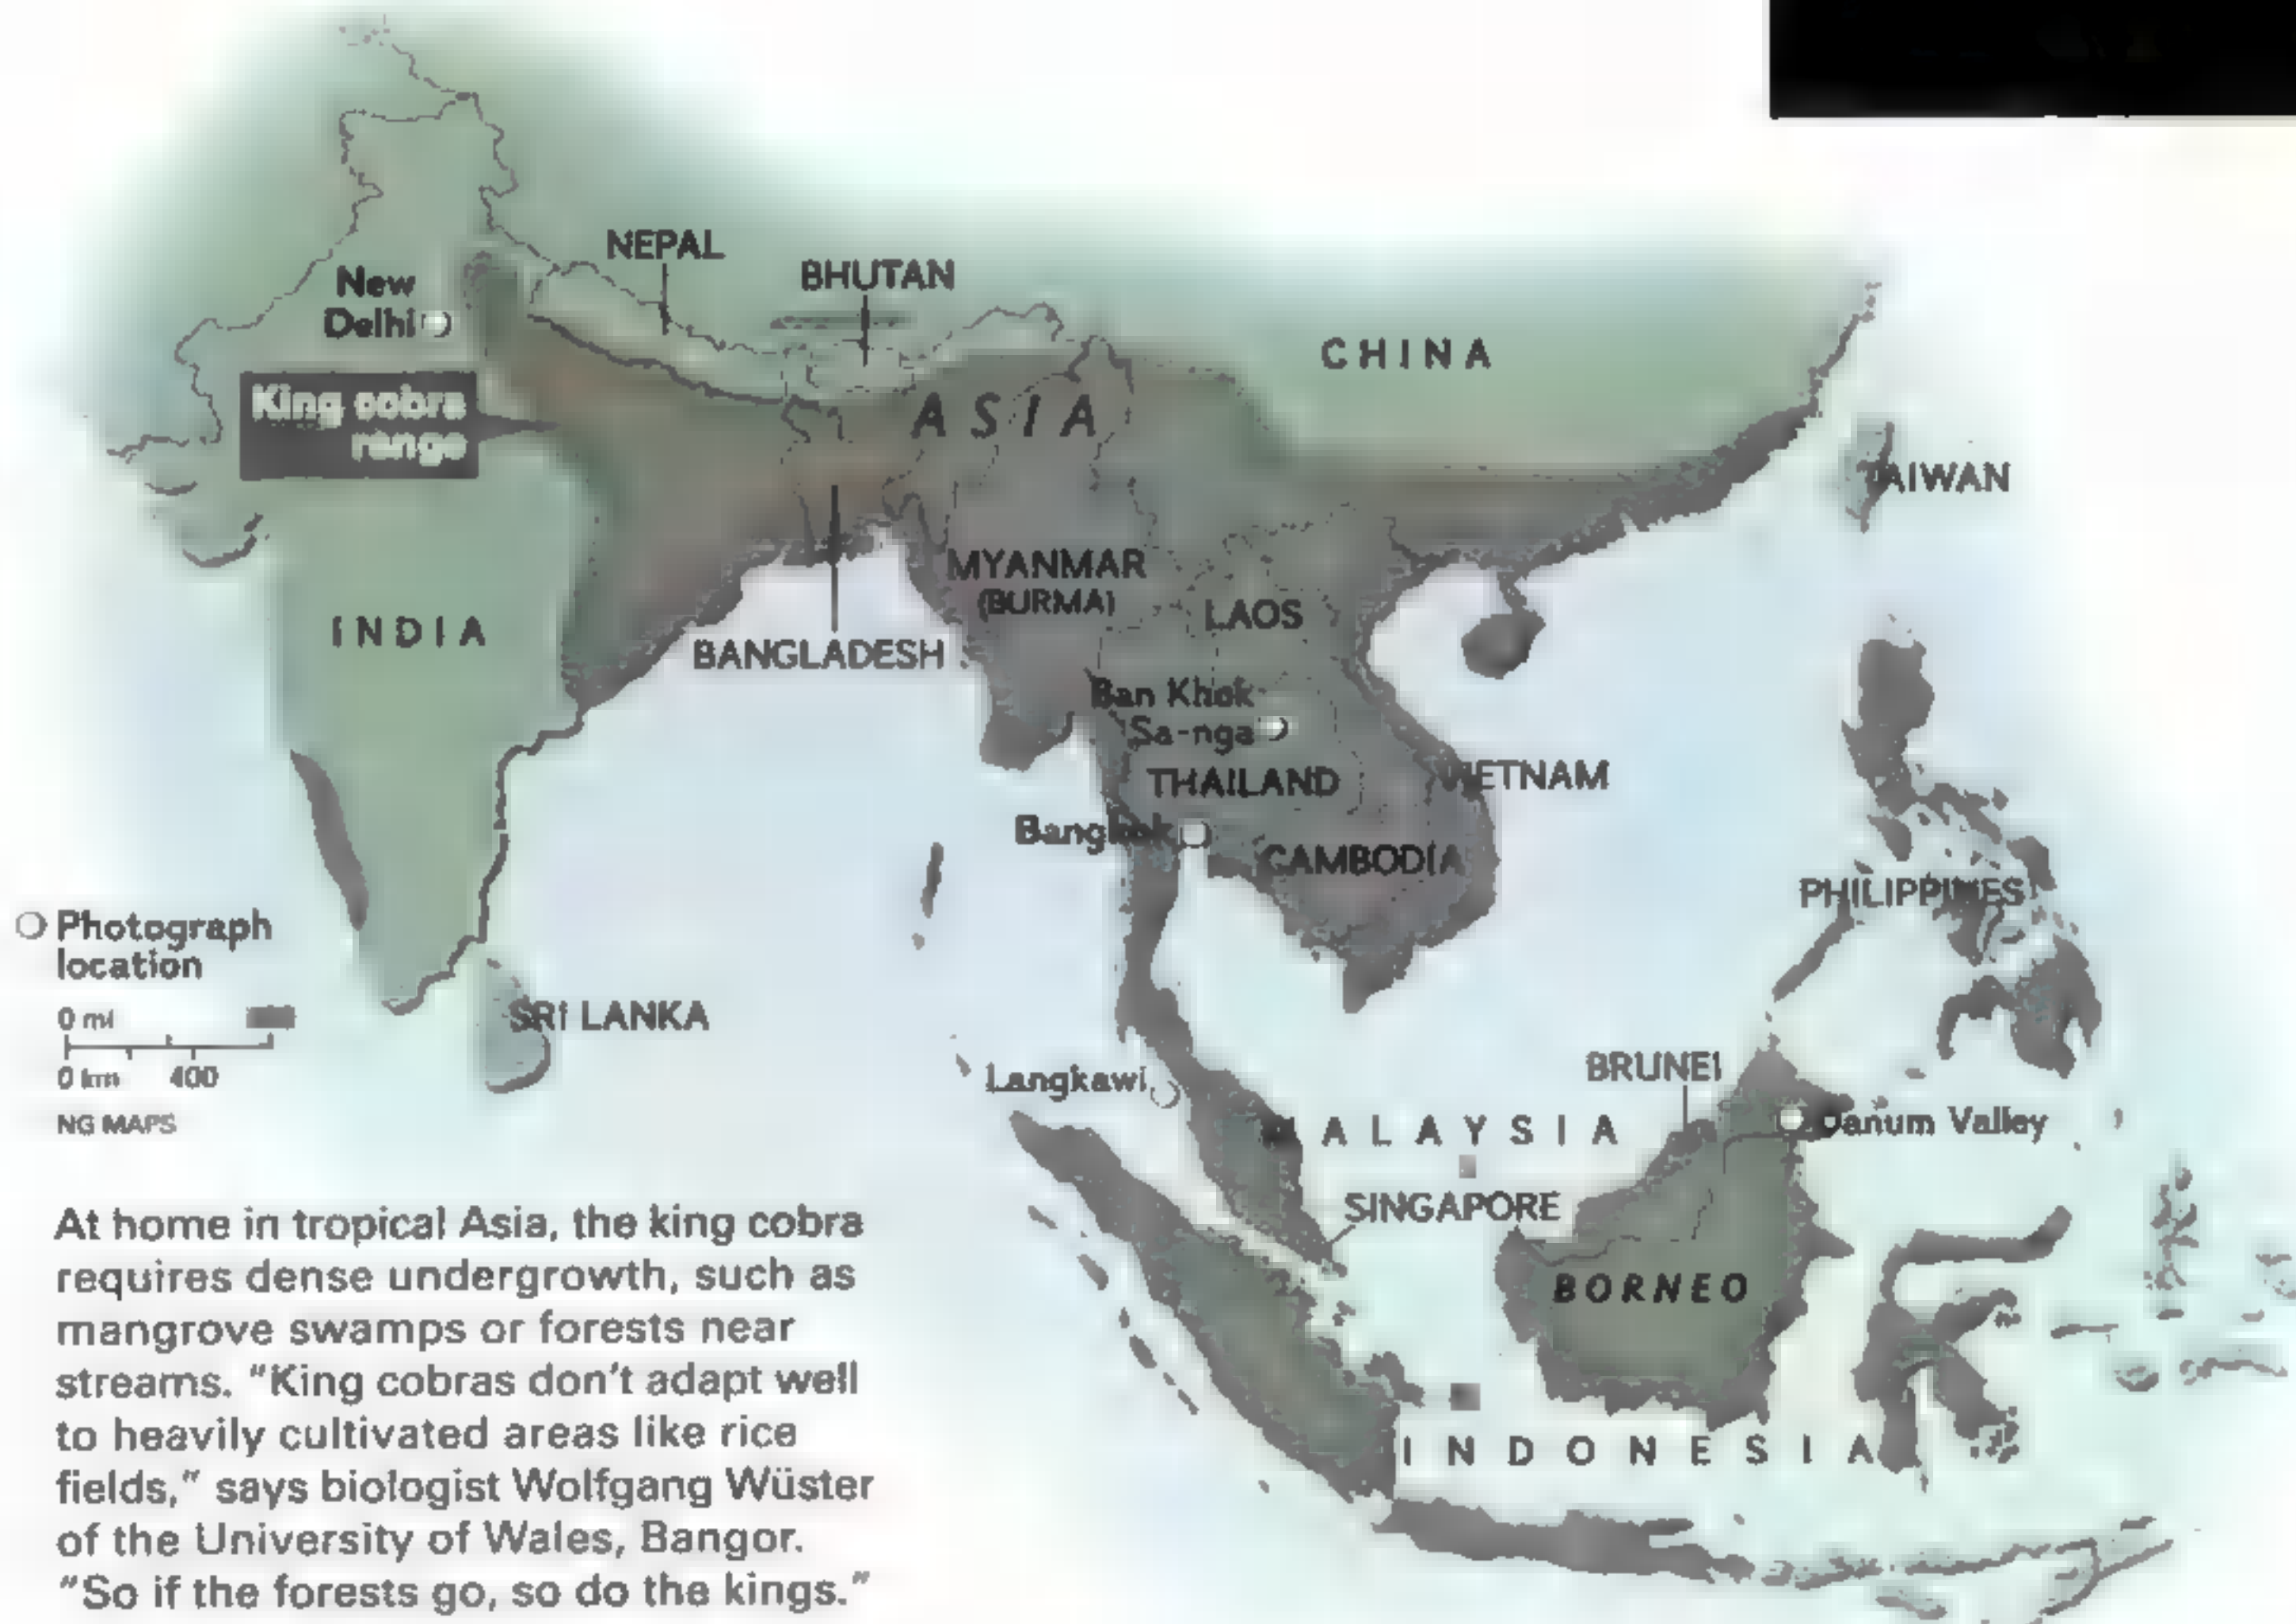 NEPAL
BHUTAN
New
Delhi
CHINA
King cobra
range
ASIA
TAIWAN
MYANMAR
(BURMA)
LAOS
INDIA
BANGLADESH
Ban Khok
Sa-nga
THAILAND
VIETNAM
Bangkok
CAMBODIA
PHILIPPINES
Photograph
location
SRI LANKA
0 mi
0 km 400
NG MAPS
Langkawi
BRUNEI
MALAYSIA
Danum Valley
SINGAPORE
BORNEO
INDONESIA
At home in tropical Asia, the king cobra
requires dense undergrowth, such as
mangrove swamps or forests near
streams. "King cobras don't adapt well
to heavily cultivated areas like rice
fields," says biologist Wolfgang Wüster
of the University of Wales, Bangor.
"So if the forests go, so do the kings."